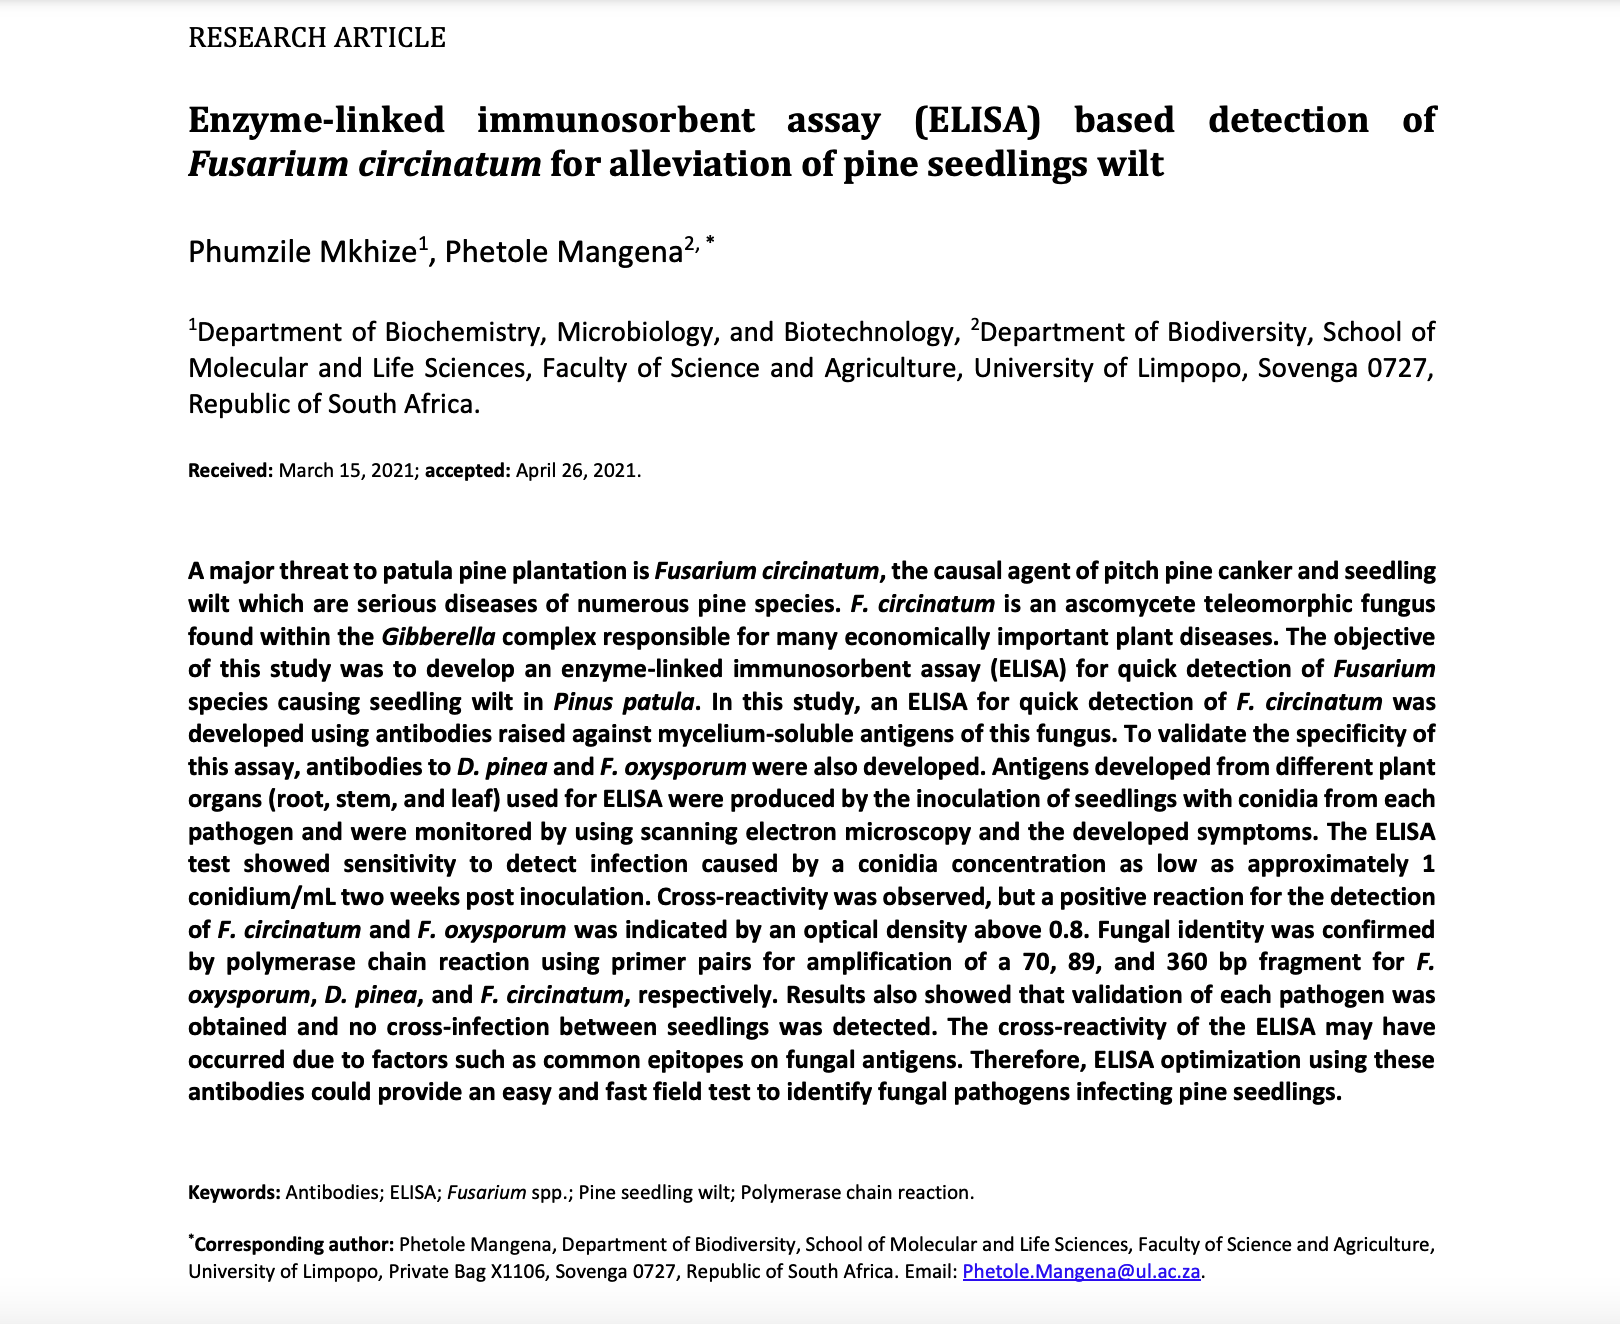 RESEARCH ARTICLE
Enzyme-linked immunosorbent assay (ELISA) based detection of
Fusarium circinatum for alleviation of pine seedlings wilt
Phumzile Mkhize1, Phetole Mangena2, *
1Department of Biochemistry, Microbiology, and Biotechnology, 2Department of Biodiversity, School of
Molecular and Life Sciences, Faculty of Science and Agriculture, University of Limpopo, Sovenga 0727,
Republic of South Africa.
Received: March 15, 2021; accepted: April 26, 2021.
A major threat to patula pine plantation is Fusarium circinatum, the causal agent of pitch pine canker and seedling
wilt which are serious diseases of numerous pine species. F. circinatum is an ascomycete teleomorphic fungus
found within the Gibberella complex responsible for many economically important plant diseases. The objective
of this study was to develop an enzyme-linked immunosorbent assay (ELISA) for quick detection of Fusarium
species causing seedling wilt in Pinus patula. In this study, an ELISA for quick detection of F. circinatum was
developed using antibodies raised against mycelium-soluble antigens of this fungus. To validate the specificity of
this assay, antibodies to D. pinea and F. oxysporum were also developed. Antigens developed from different plant
organs (root, stem, and leaf) used for ELISA were produced by the inoculation of seedlings with conidia from each
pathogen and were monitored by using scanning electron microscopy and the developed symptoms. The ELISA
test showed sensitivity to detect infection caused by a conidia concentration as low as approximately 1
conidium/mL two weeks post inoculation. Cross-reactivity was observed, but a positive reaction for the detection
of F. circinatum and F. oxysporum was indicated by an optical density above 0.8. Fungal identity was confirmed
by polymerase chain reaction using primer pairs for amplification of a 70, 89, and 360 bp fragment for F.
oxysporum, D. pinea, and F. circinatum, respectively. Results also showed that validation of each pathogen was
obtained and no cross-infection between seedlings was detected. The cross-reactivity of the ELISA may have
occurred due to factors such as common epitopes on fungal antigens. Therefore, ELISA optimization using these
antibodies could provide an easy and fast field test to identify fungal pathogens infecting pine seedlings.
Keywords: Antibodies; ELISA; Fusarium spp.; Pine seedling wilt; Polymerase chain reaction.
*Corresponding author: Phetole Mangena, Department of Biodiversity, School of Molecular and Life Sciences, Faculty of Science and Agriculture,
University of Limpopo, Private Bag X1106, Sovenga 0727, Republic of South Africa. Email: Phetole.Mangena@ul.ac.za.